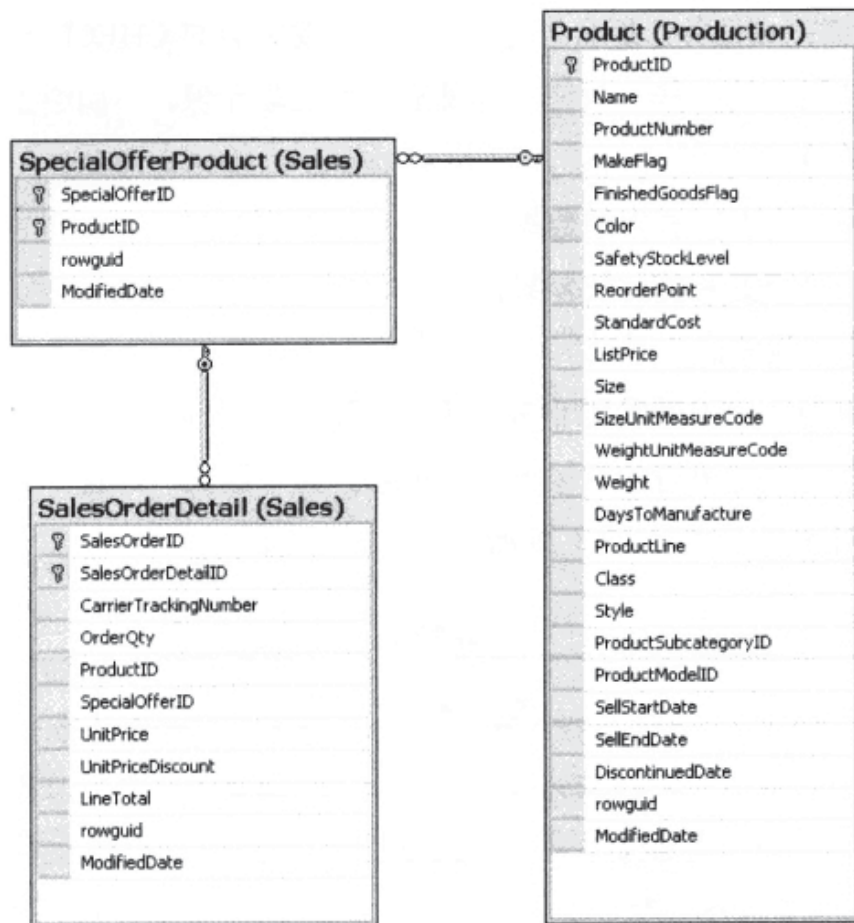 Product (Production)
ProductID
Name
ProductNumber
MakeFlag
FinishedGoodsFlag
Color
SafetyStockLevel
ReorderPoint
StandardCost
ListPrice
Size
SizeUnitMeasureCode
WeightUnitMeasureCode
Weight
DaysToManufacture
ProductLine
Class
Style
ProductSubcategoryID
ProductModelID
SellStartDate
SellEndDate
DiscontinuedDate
rowguid
ModifiedDate
SpecialOfferProduct (Sales)
SpecialOfferID
ProductID
rowguid
ModifiedDate
SalesOrderDetail (Sales)
SalesOrderID
SalesOrderDetailID
CarrierTrackingNumber
OrderQty
ProductID
SpecialOfferID
UnitPrice
UnitPriceDiscount
LineTotal
rowguid
ModifiedDate